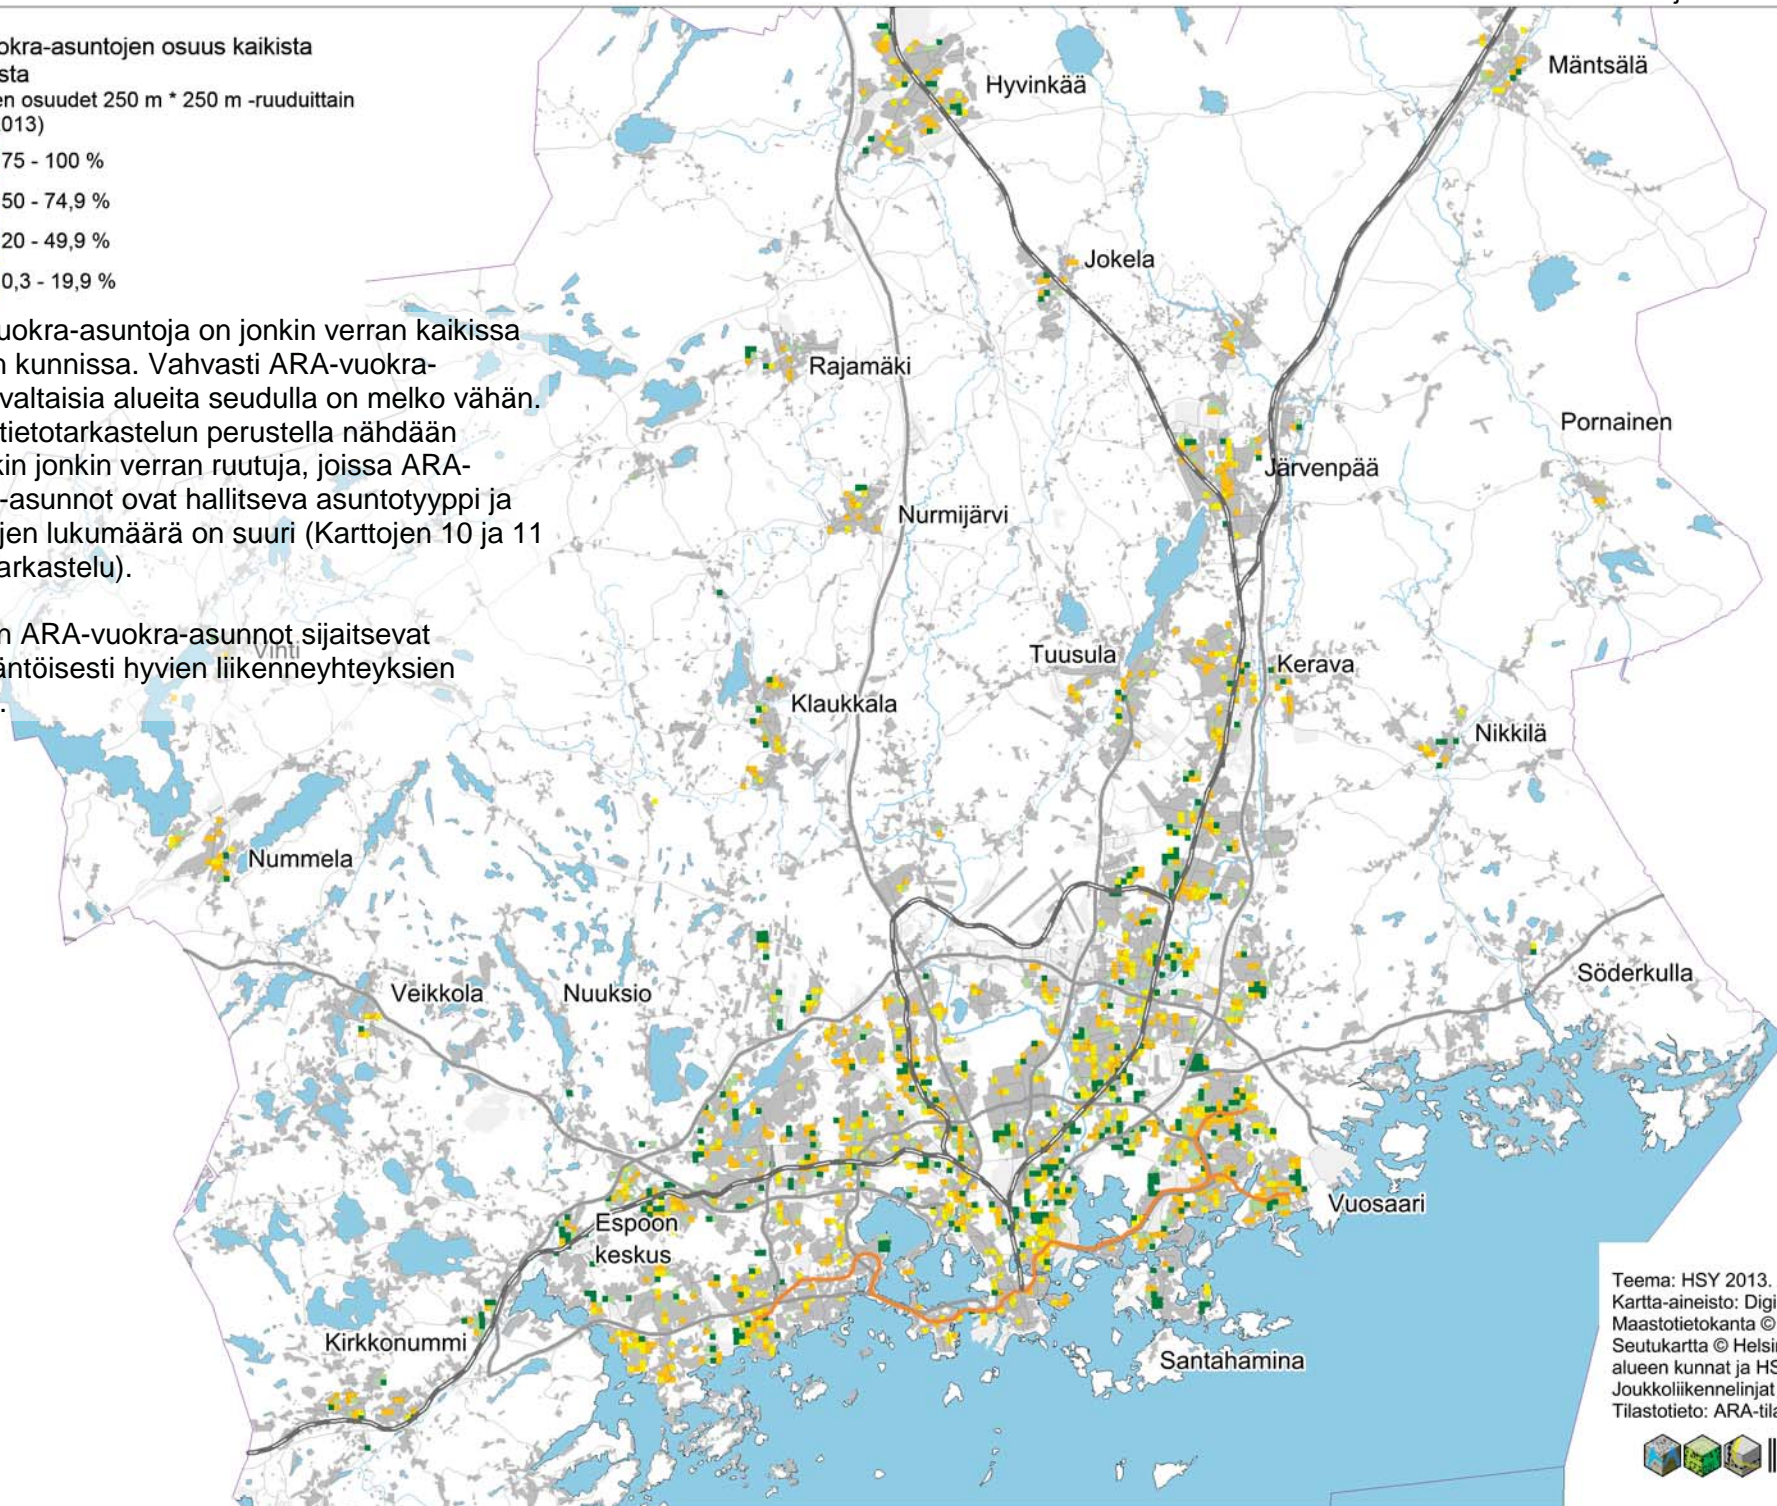 okra-asuntojen osuus kaikista
sta
en osuudet 250 m * 250 m -ruuduittain
013)
75 - 100 %
50 - 74,9 %
20 - 49,9 %
0,3 - 19,9 %
uokra-asuntoja on jonkin verran kaikissa
n kunnissa. Vahvasti ARA-vuokra-
valtaisia alueita seudulla on melko vähän.
tietotarkastelun perustella nähdään
kin jonkin verran ruutuja, joissa ARA-
-asunnot ovat hallitseva asuntotyyppi ja
jen lukumäärä on suuri (Karttojen 10 ja 11
arkastelu).
n ARA-vuokra-asunnot sijaitsevat
äntöisesti hyvien liikenneyhteyksien
.
Hyvinkää
Mäntsälä
Jokela
Rajamäki
Pornainen
Järvenpää
Nurmijärvi
Vihti
Tuusula
Kerava
Klaukkala
Nikkilä
Nummela
Veikkola
Nuuksio
Söderkulla
Vuosaari
Espoon
keskus
Kirkkonummi
Santahamina
Teema: HSY 2013.
Kartta-aineisto: Digi
Maastotietokanta ©
Seutukartta © Helsi
alueen kunnat ja HS
Joukkoliikennelinjat
Tilastotieto: ARA-tila